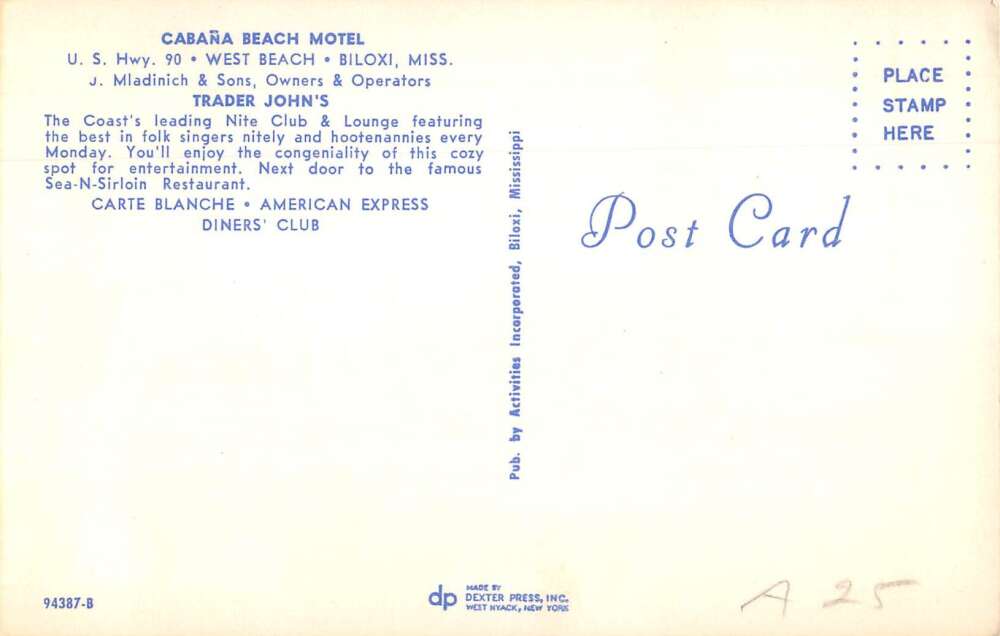 CABAÑA BEACH MOTEL
U. S. Hwy. 90 • WEST BEACH • BILOXI, MISS.
J. Mladinich & Sons, Owners & Operators
TRADER JOHN'S
The Coast's leading Nite Club & Lounge featuring
the best in folk singers nitely and hootenannies every
Monday. You'll enjoy the congeniality of this cozy
spot for entertainment. Next door to the famous
Sea-N-Sirloin Restaurant.
CARTE BLANCHE • AMERICAN EXPRESS
DINERS' CLUB
94387-B
Pub. by Activities Incorporated, Biloxi, Mississippi
dp
MADE BY
DEXTER PRESS, INC.
WEST NYACK, NEW YORK
PLACE
STAMP
HERE
Post Card
A 25